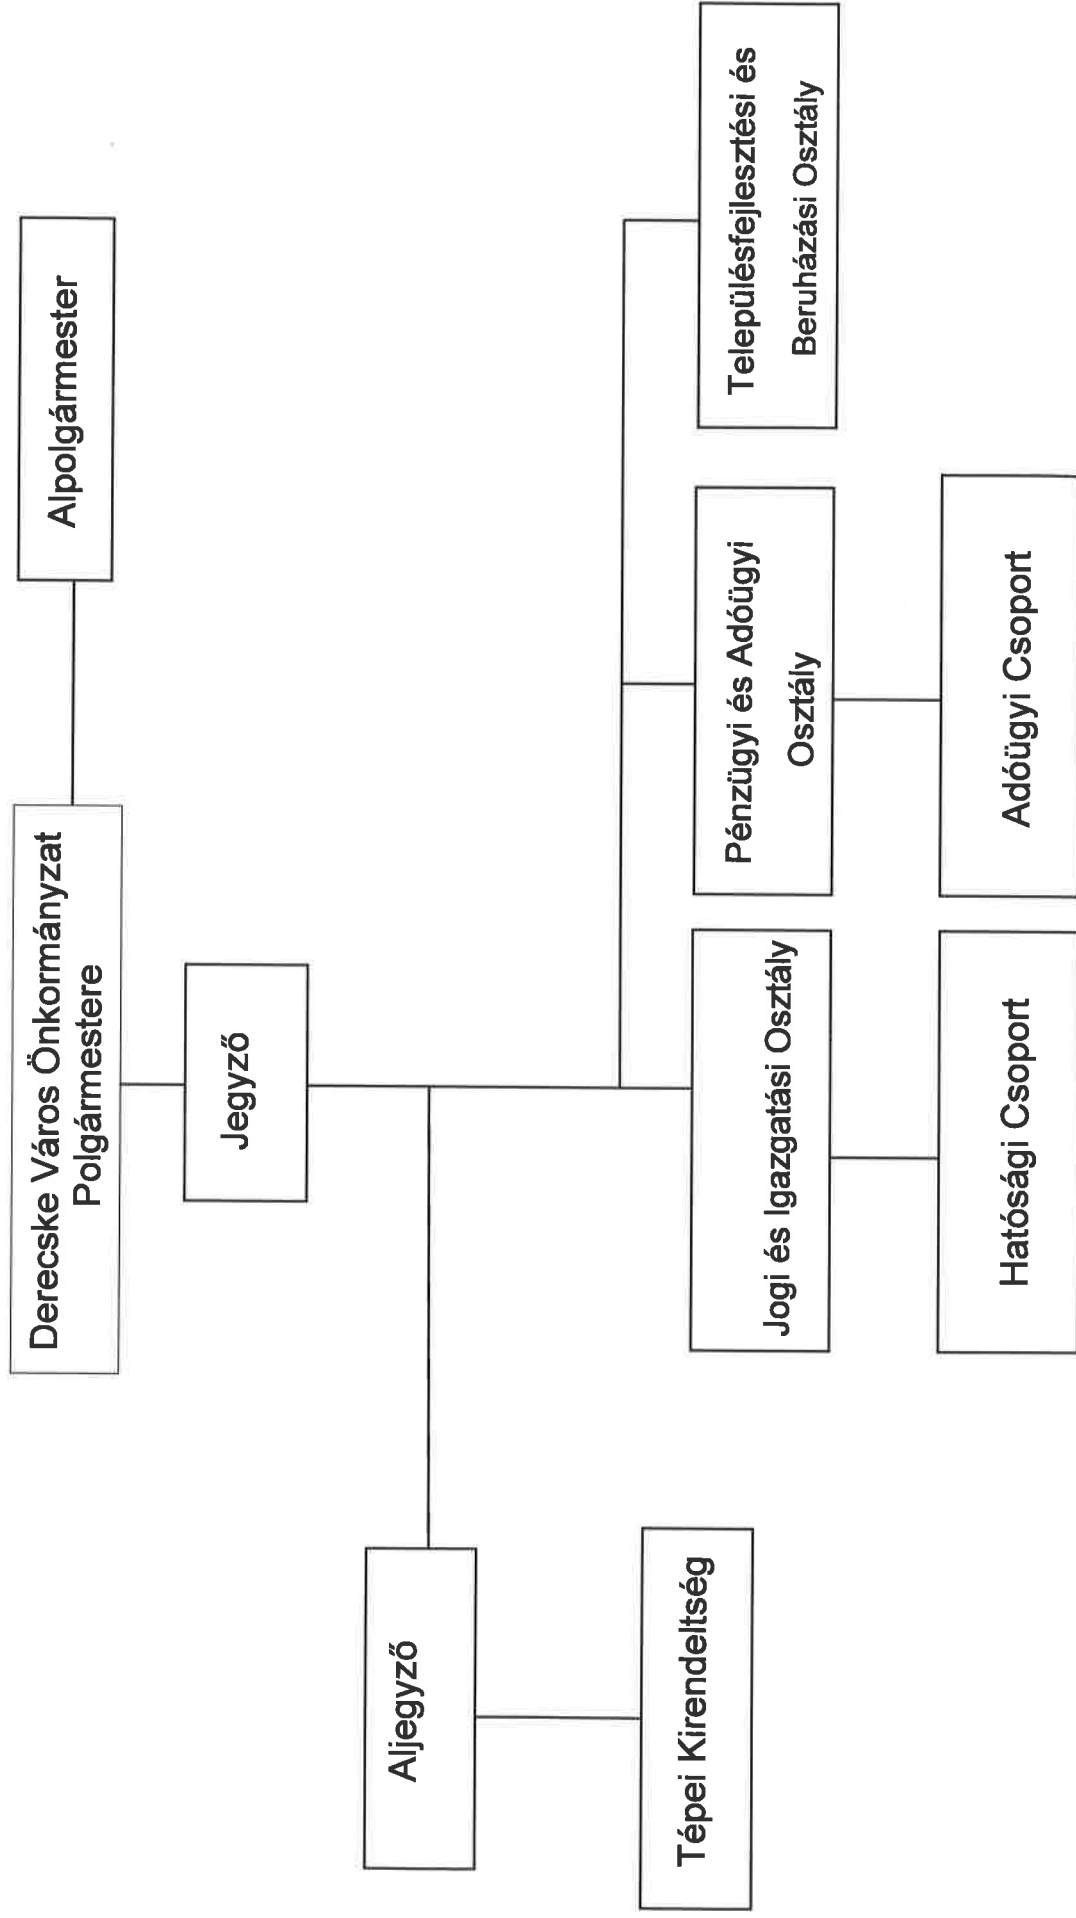 Derecske Város Önkormányzat
Polgármestere
Alpolgármester
Jegyző
Aljegyző
Tépei Kirendeltség
Jogi és Igazgatási Osztály
Pénzügyi és Adóügyi
Osztály
Településfejlesztési és
Beruházási Osztály
Hatósági Csoport
Adóügyi Csoport